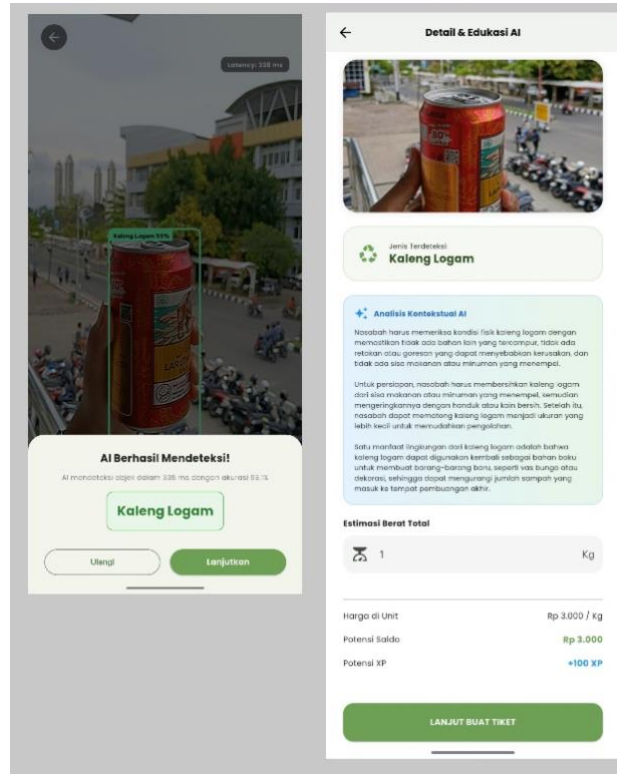 Latency: 336 ms
Kaleng Logam 59%
AI Berhasil Mendeteksi!
AI mendeteksi objek dalam 336 ms dengan akurasi
Kaleng Logam
Ulangi
Lanjutkan
Detail & Edukasi AI
Jenis Terdeteksi
Kaleng Logam
Analisis Kontekstual AI
Nasabah harus memeriksa kondisi fisik kaleng logam dengan
memastikan tidak ada bahan lain yang tercampur, tidak ada
retakan atau goresan yang dapat menyebabkan kerusakan, dan
tidak ada sisa makanan atau minuman yang menempel.
Untuk persiapan, nasabah harus membersihkan kaleng logam
dari sisa makanan atau minuman yang menempel, kemudian
mengeringkannya dengan handuk atau kain bersih. Setelah itu,
nasabah dapat memotong kaleng logam menjadi ukuran yang
lebih kecil untuk memudahkan pengolahan.
Satu manfaat lingkungan dari kaleng logam adalah bahwa
kaleng logam dapat digunakan kembali sebagai bahan baku
untuk membuat barang-barang baru, seperti vas bunga atau
dekorasi, sehingga dapat mengurangi jumlah sampah yang
masuk ke tempat pembuangan akhir.
Estimasi Berat Total
1 Kg
Harga di Unit Rp 3.000 / Kg
Potensi Saldo Rp 3.000
Potensi XP +100 XP
LANJUT BUAT TIKET